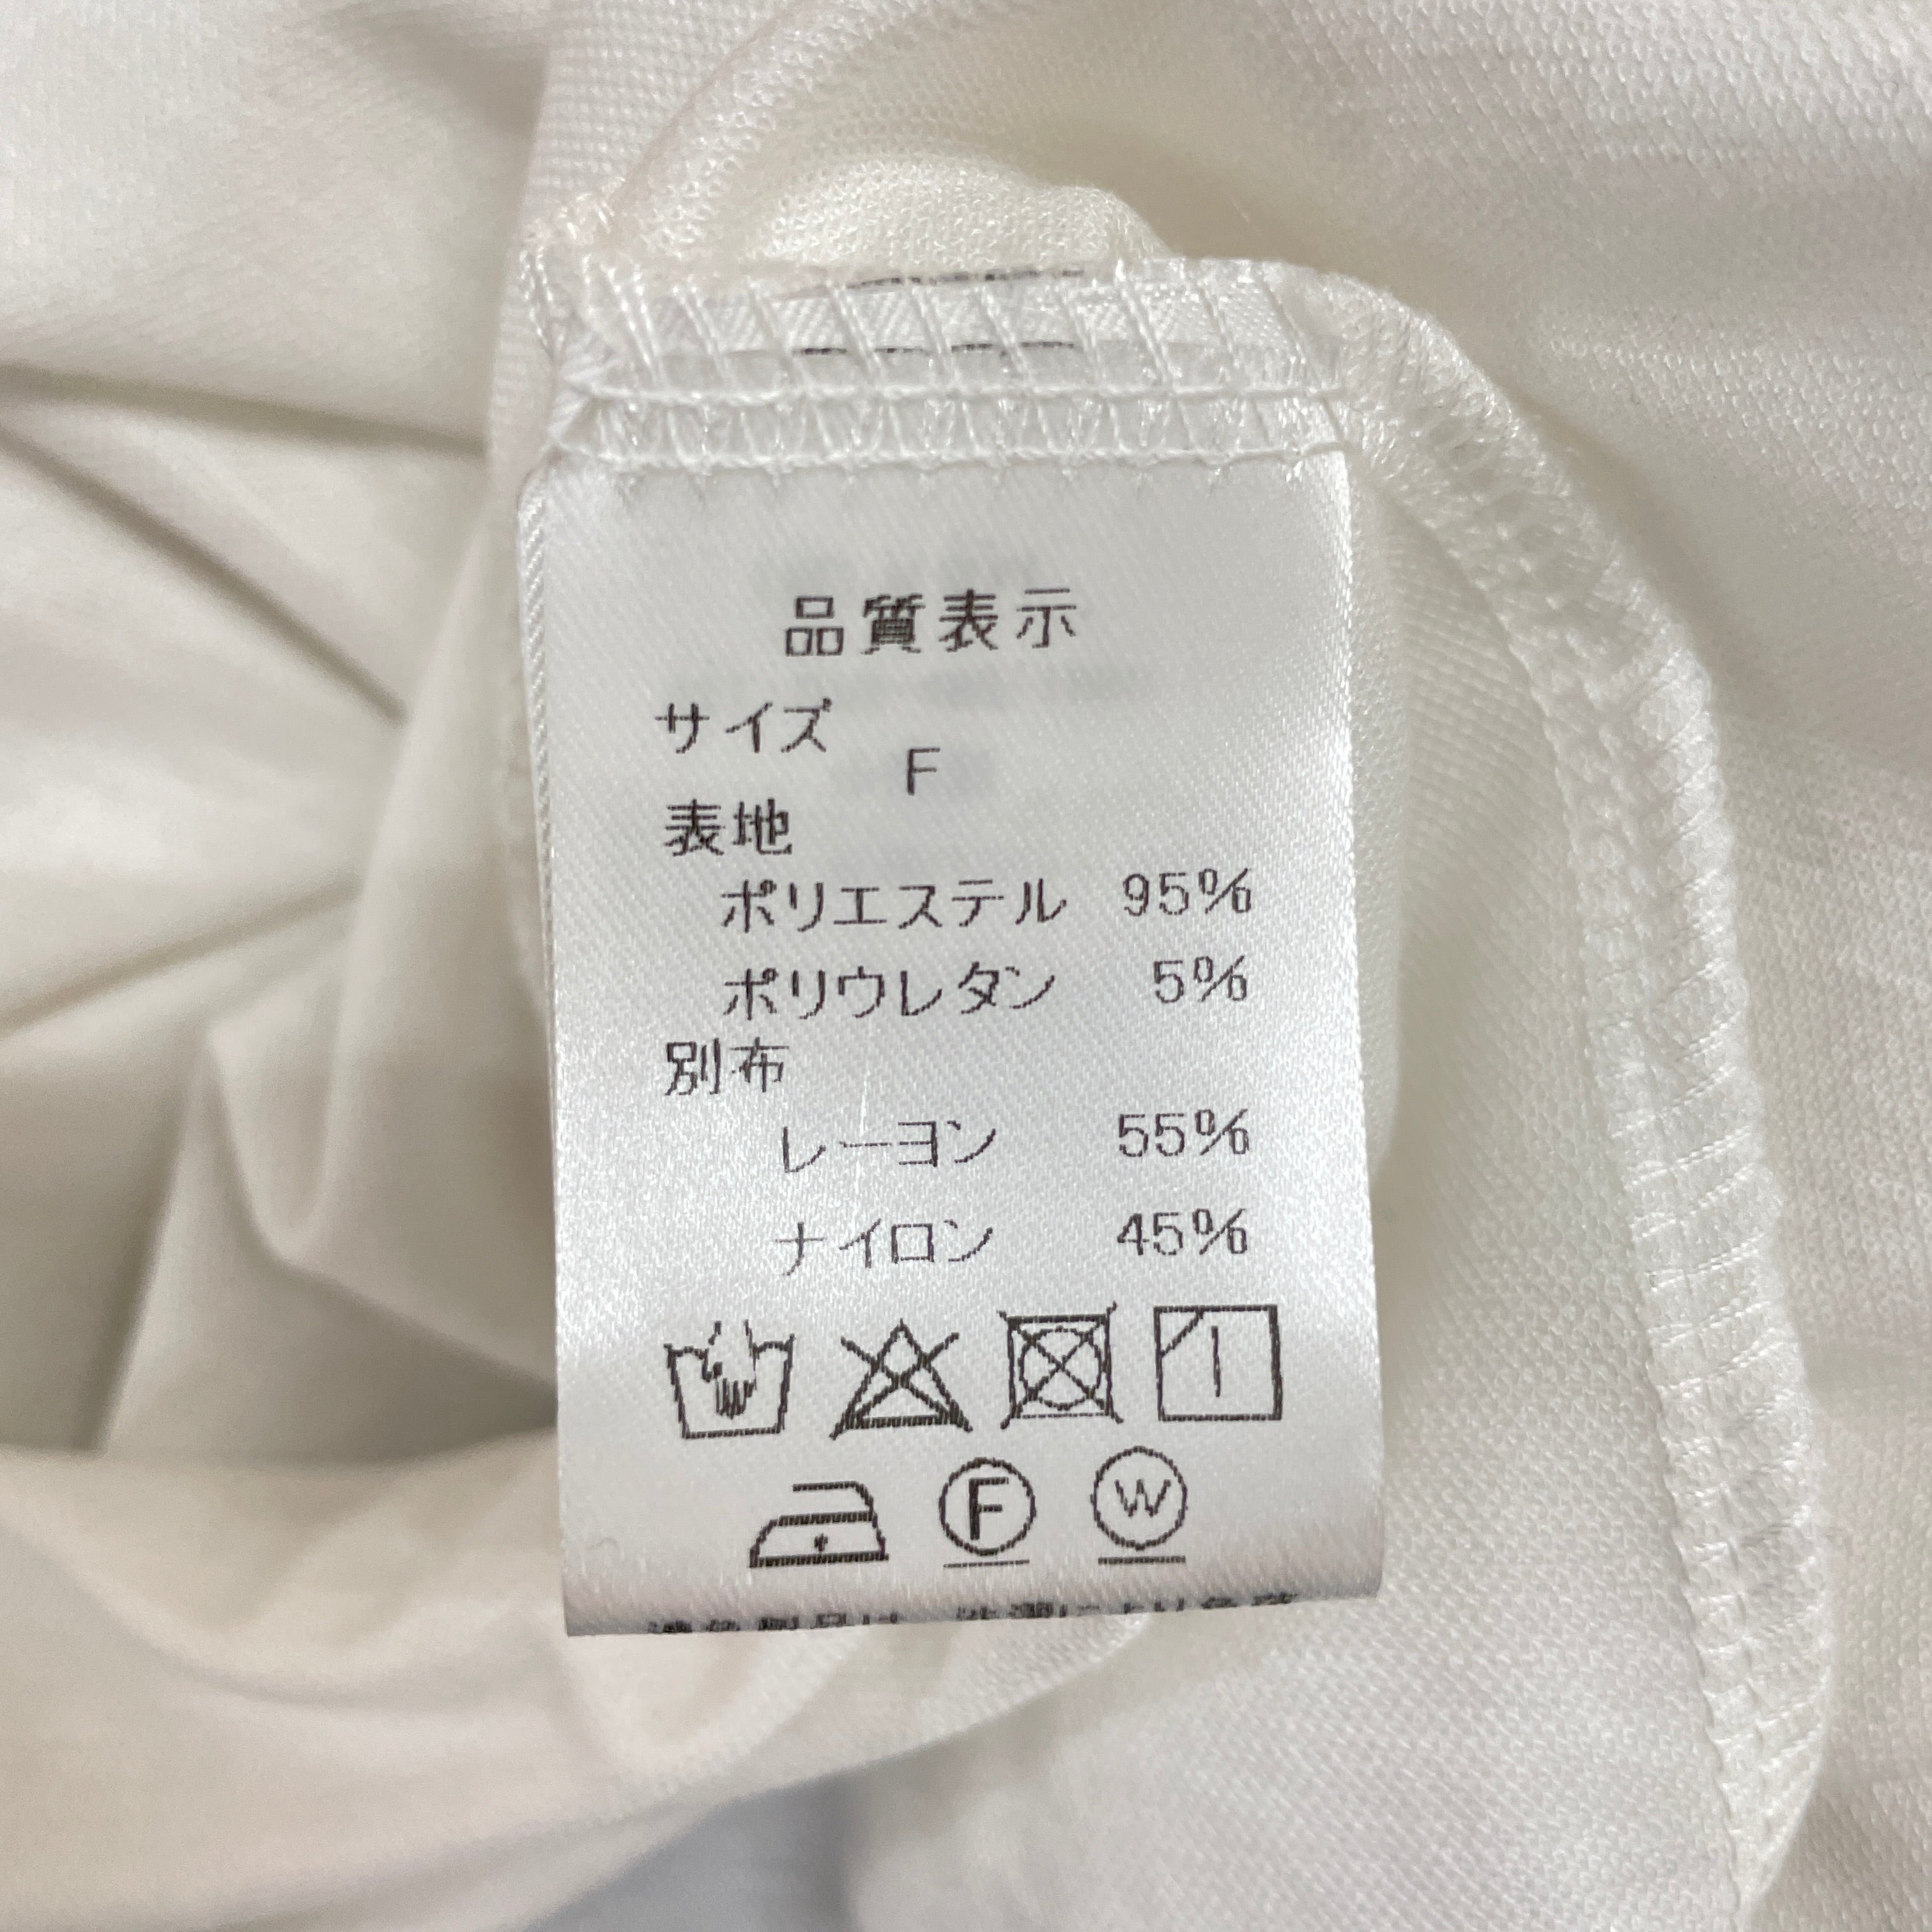 品質表示
サイズ
F
表地
ポリエステル 95%
ポリウレタン 5%
別布
レーヨン 55%
ナイロン 45%
F W